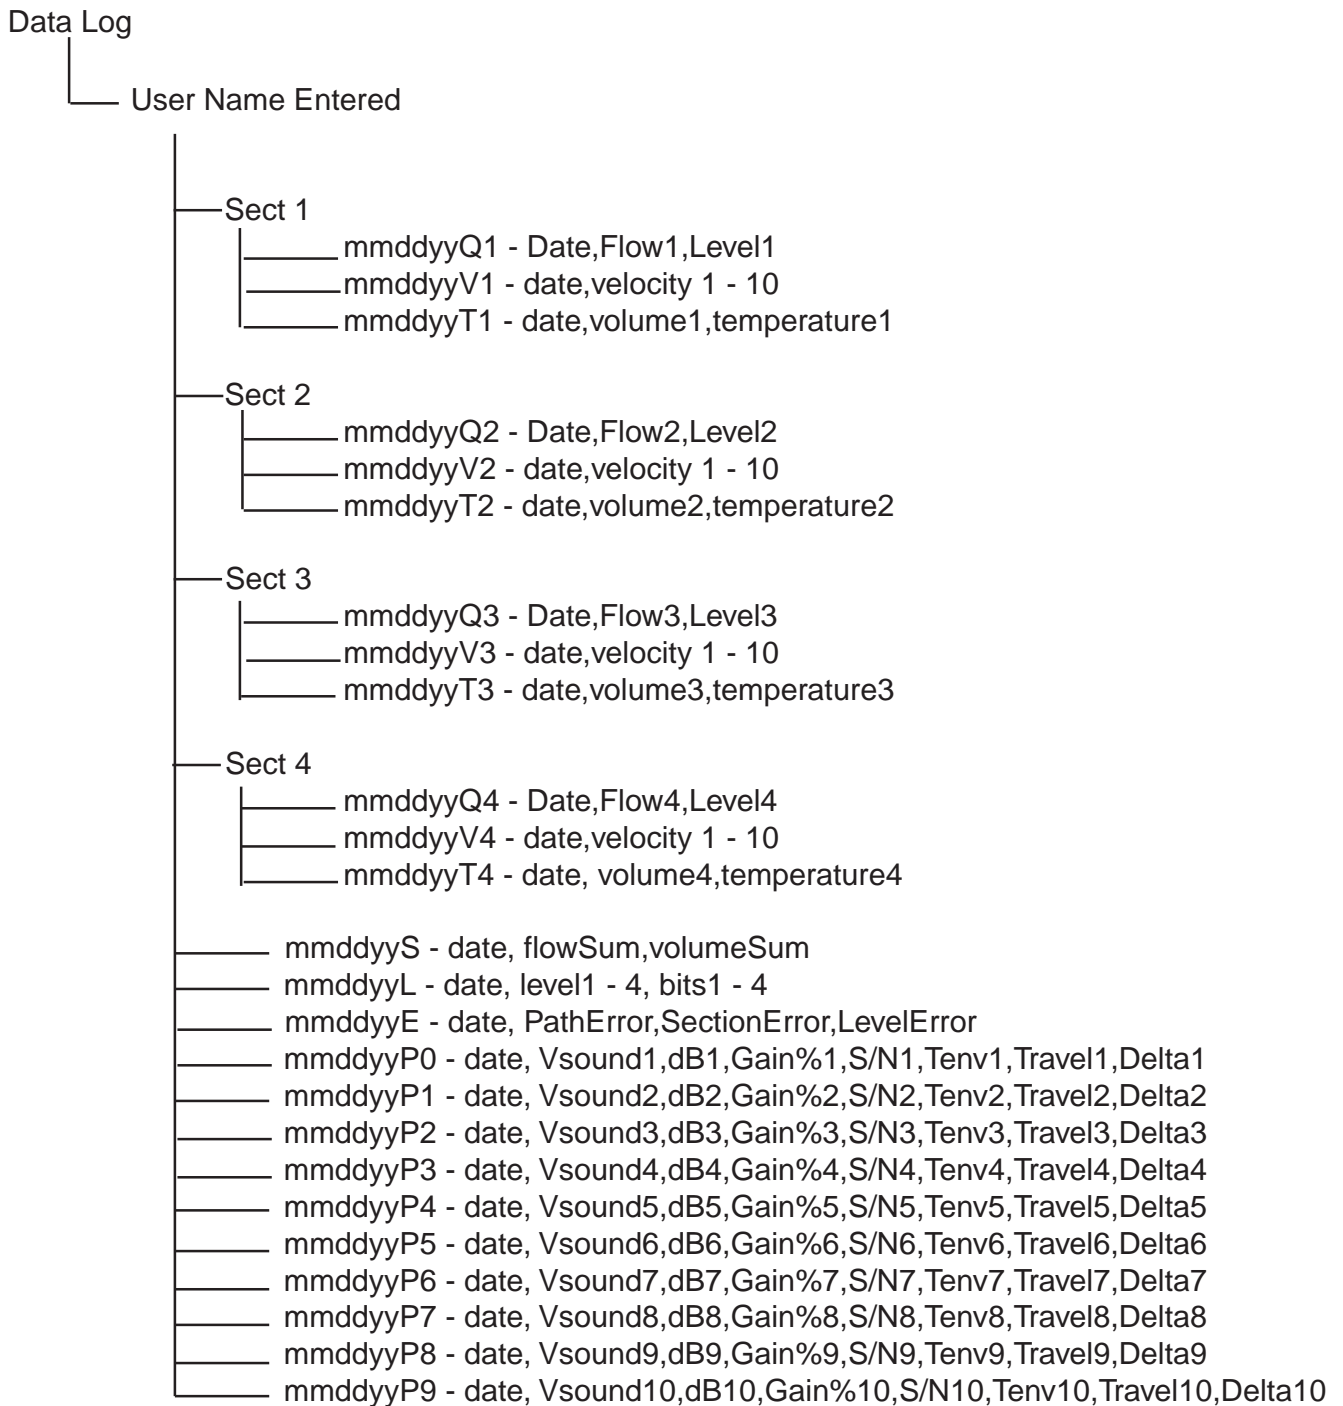 Data Log
User Name Entered
Sect 1
mmddyyQ1 - Date,Flow1,Level1
mmddyyV1 - date,velocity 1 - 10
mmddyyT1 - date,volume1,temperature1
Sect 2
mmddyyQ2 - Date,Flow2,Level2
mmddyyV2 - date,velocity 1 - 10
mmddyyT2 - date,volume2,temperature2
Sect 3
mmddyyQ3 - Date,Flow3,Level3
mmddyyV3 - date,velocity 1 - 10
mmddyyT3 - date,volume3,temperature3
Sect 4
mmddyyQ4 - Date,Flow4,Level4
mmddyyV4 - date,velocity 1 - 10
mmddyyT4 - date, volume4,temperature4
mmddyyS - date, flowSum,volumeSum
mmddyyL - date, level1 - 4, bits1 - 4
mmddyyE - date, PathError,SectionError,LevelError
mmddyyP0 - date, Vsound1,dB1,Gain%1,S/N1,Tenv1,Travel1,Delta1
mmddyyP1 - date, Vsound2,dB2,Gain%2,S/N2,Tenv2,Travel2,Delta2
mmddyyP2 - date, Vsound3,dB3,Gain%3,S/N3,Tenv3,Travel3,Delta3
mmddyyP3 - date, Vsound4,dB4,Gain%4,S/N4,Tenv4,Travel4,Delta4
mmddyyP4 - date, Vsound5,dB5,Gain%5,S/N5,Tenv5,Travel5,Delta5
mmddyyP5 - date, Vsound6,dB6,Gain%6,S/N6,Tenv6,Travel6,Delta6
mmddyyP6 - date, Vsound7,dB7,Gain%7,S/N7,Tenv7,Travel7,Delta7
mmddyyP7 - date, Vsound8,dB8,Gain%8,S/N8,Tenv8,Travel8,Delta8
mmddyyP8 - date, Vsound9,dB9,Gain%9,S/N9,Tenv9,Travel9,Delta9
mmddyyP9 - date, Vsound10,dB10,Gain%10,S/N10,Tenv10,Travel10,Delta10